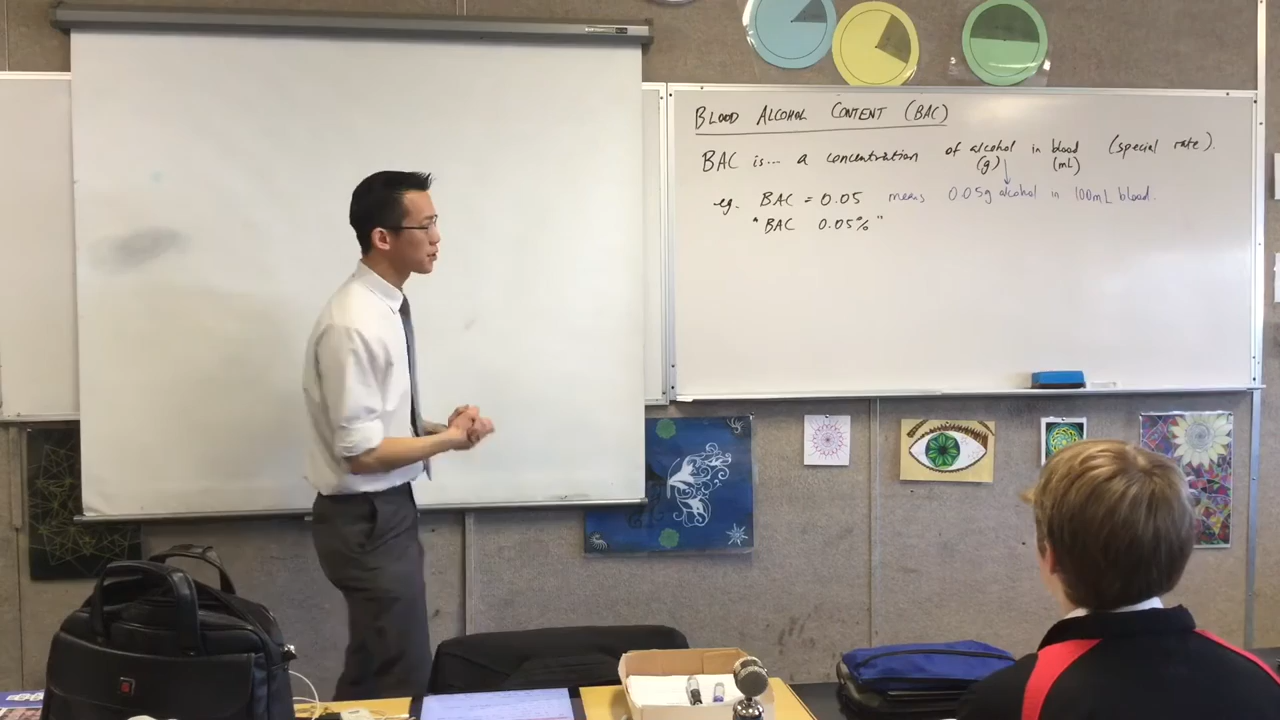 BLOOD ALCOHOL CONTENT (BAC)
BAC is... a concentration of alcohol in blood (special rate).
(g) (mL)
eg. BAC = 0.05 means 0.05g alcohol in 100mL blood.
"BAC 0.05%"